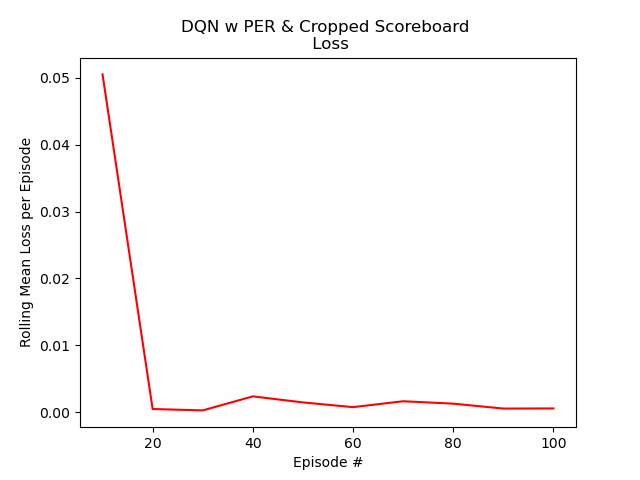 DQN w PER & Cropped Scoreboard
Loss
Rolling Mean Loss per Episode
0.05
0.04
0.03
0.02
0.01
0.00
20
40
60
80
100
Episode #